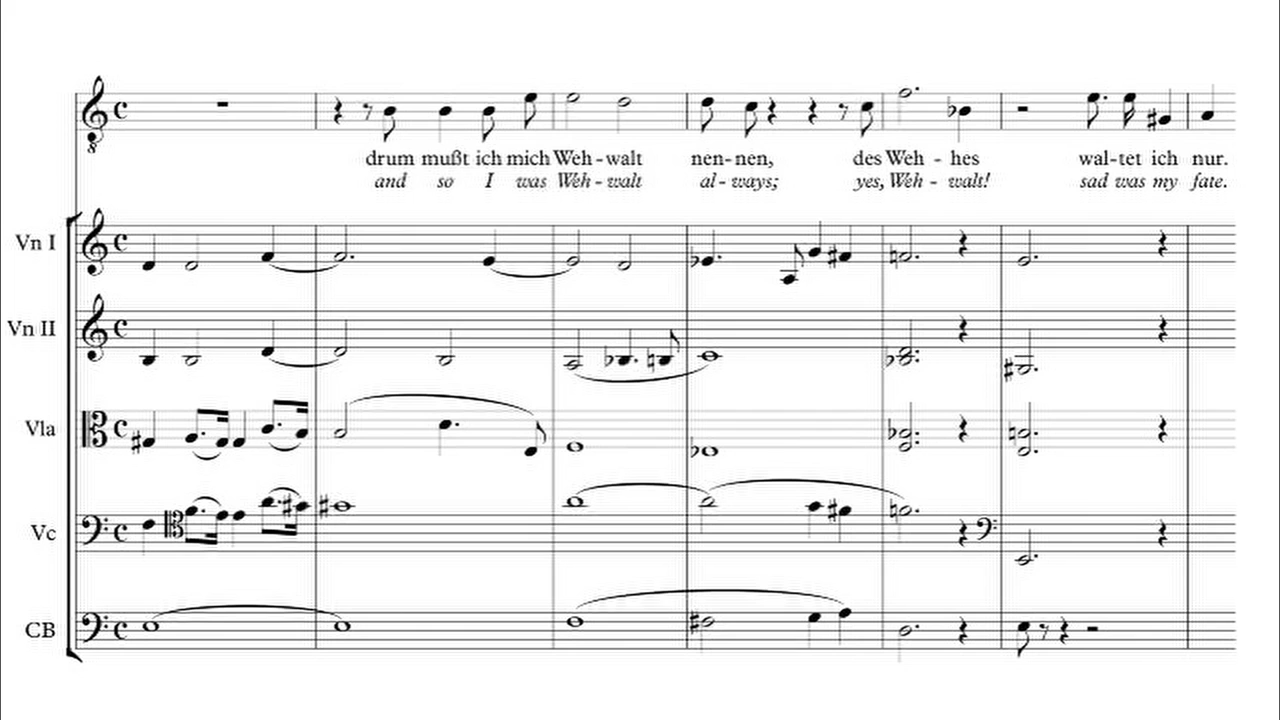 8
drum mußt ich mich Weh - walt nen - nen, des Weh - hes wal - tet ich nur.
and so I was Weh - walt al - ways; yes, Weh - walt! sad was my fate.
Vn I
Vn II
Vla
Vc
CB